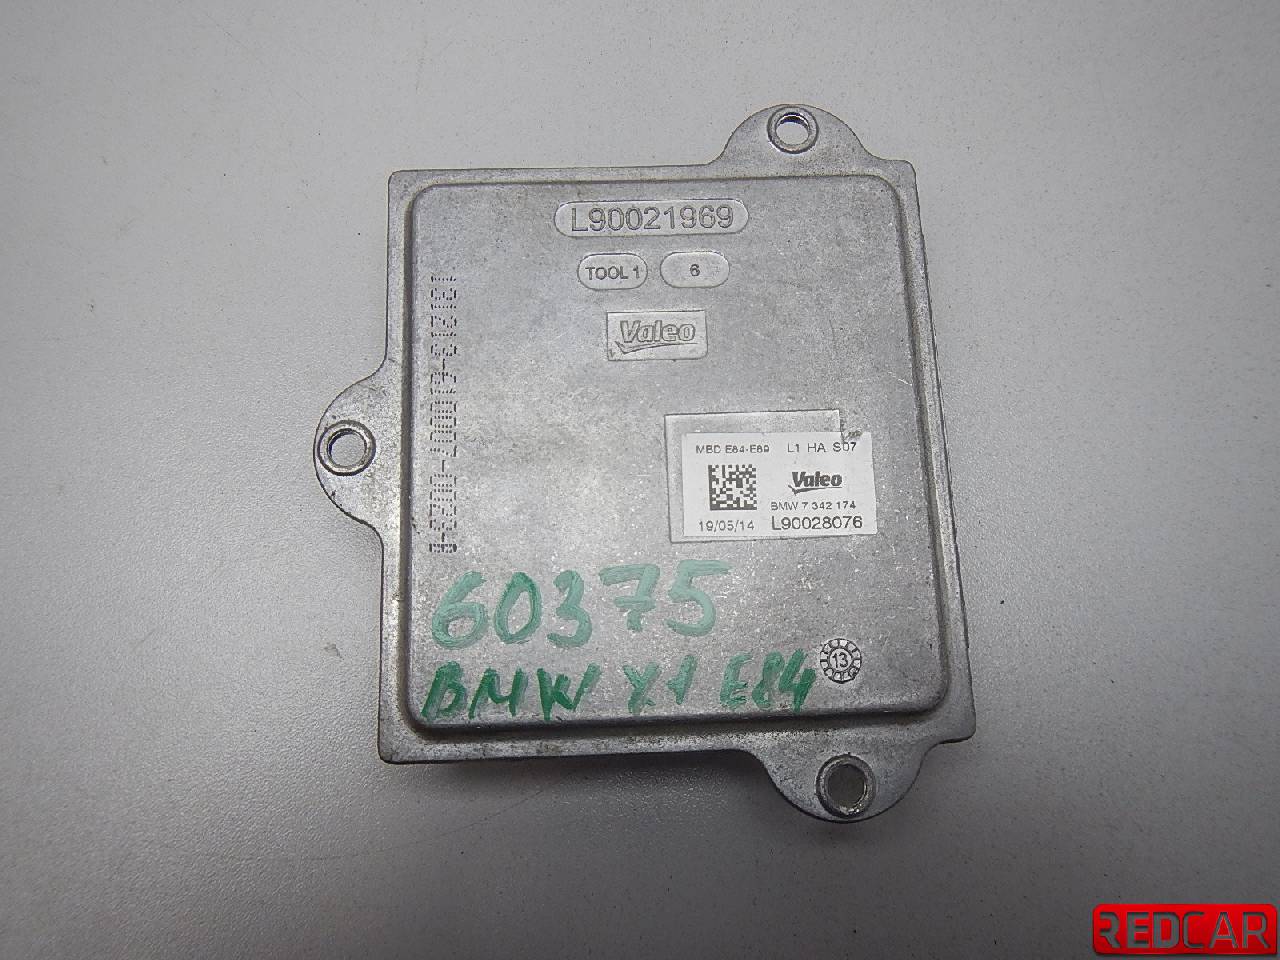 L90021969
TOOL 1 6
Valeo
MBD E84-E89 L1 HA S07
Valeo
BMW 7 342 174
19/05/14 L90028076
60375
BMW X1 E84
13
REDCAR